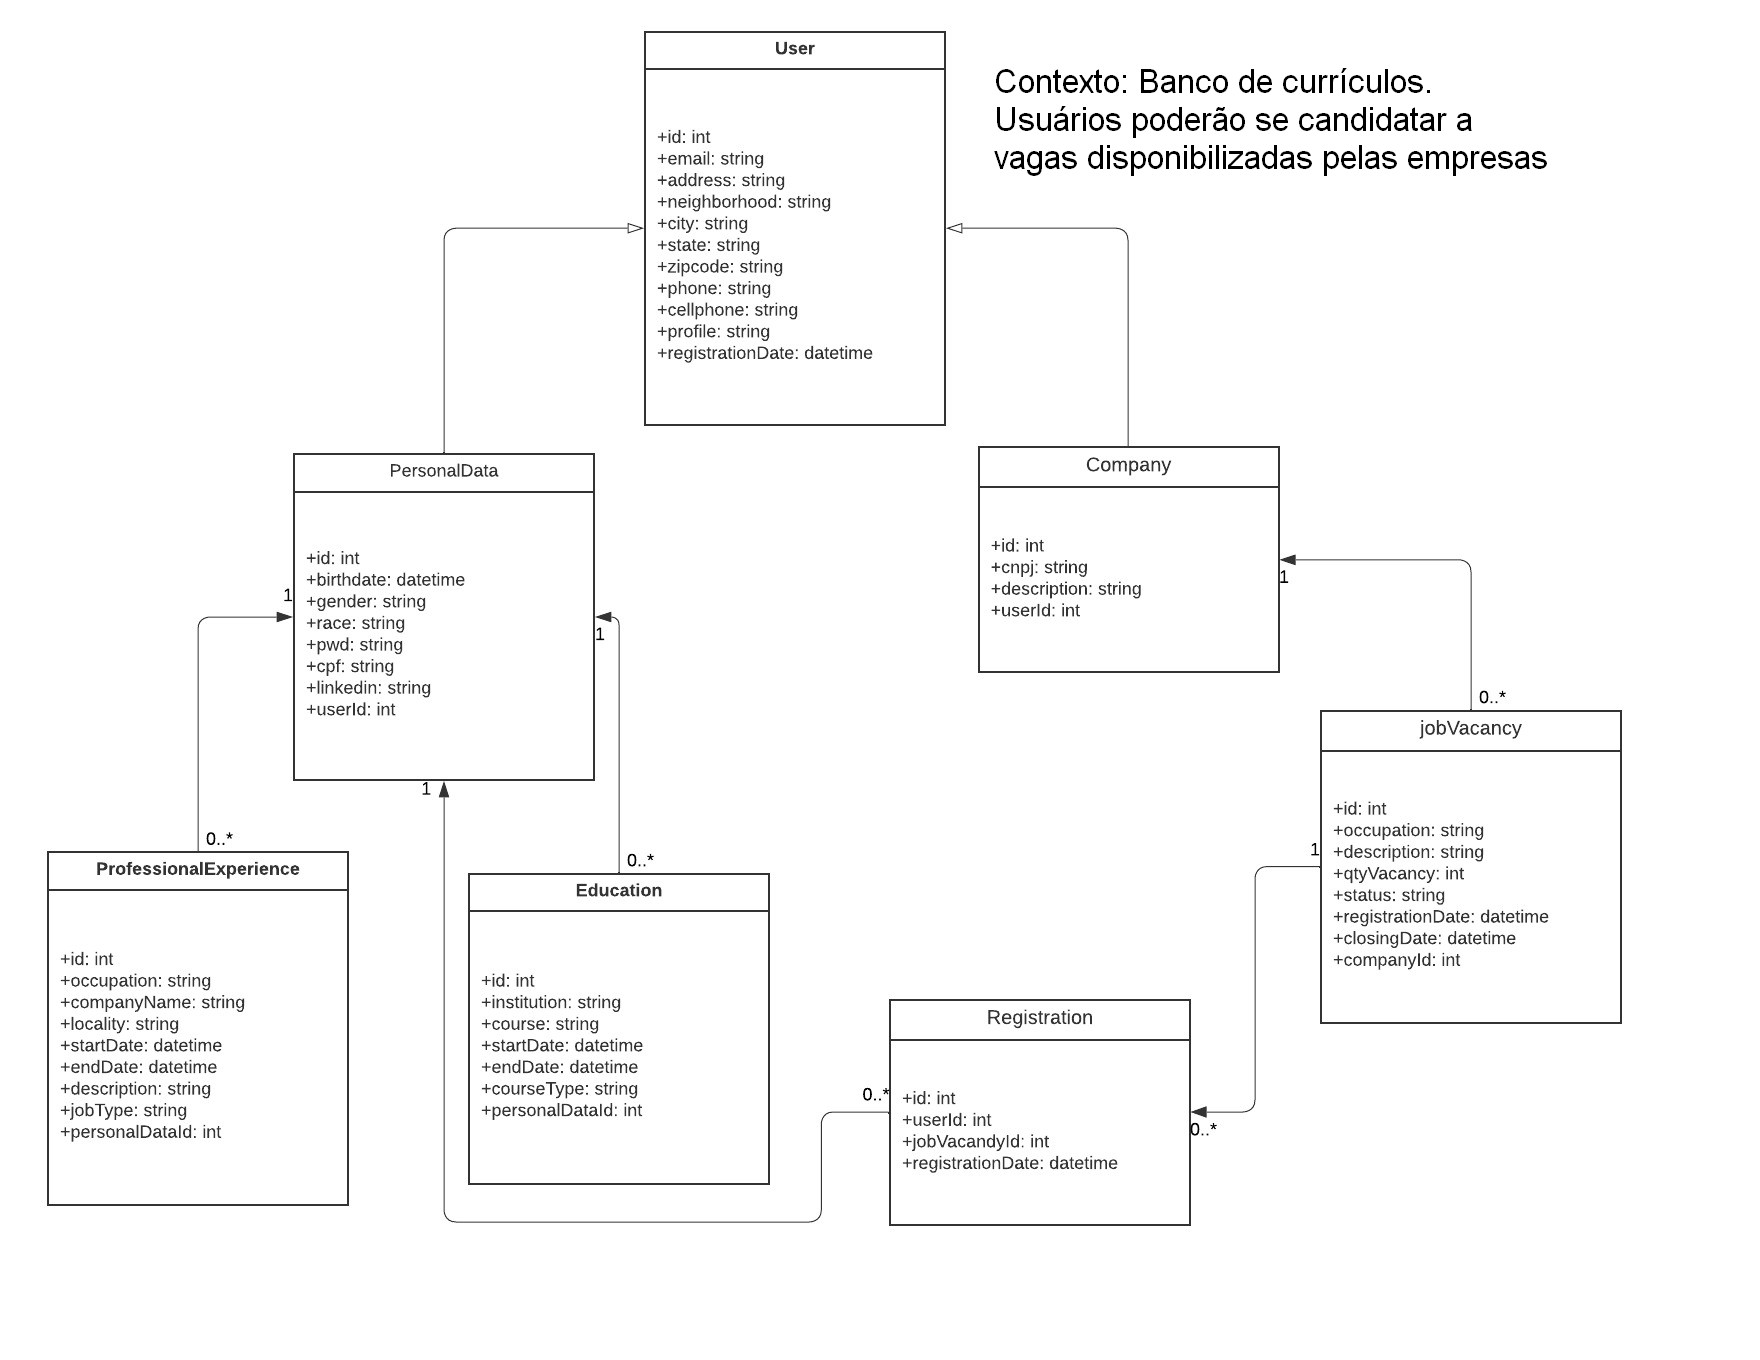 User
+id: int
+email: string
+address: string
+neighborhood: string
+city: string
+state: string
+zipcode: string
+phone: string
+cellphone: string
+profile: string
+registrationDate: datetime
Contexto: Banco de currículos.
Usuários poderão se candidatar a
vagas disponibilizadas pelas empresas
PersonalData
+id: int
+birthdate: datetime
+gender: string
+race: string
+pwd: string
+cpf: string
+linkedin: string
+userId: int
1
1
1
Company
+id: int
+cnpj: string
+description: string
+userId: int
1
0..*
jobVacancy
+id: int
+occupation: string
+description: string
+qtyVacancy: int
+status: string
+registrationDate: datetime
+closingDate: datetime
+companyId: int
1
0..*
ProfessionalExperience
+id: int
+occupation: string
+companyName: string
+locality: string
+startDate: datetime
+endDate: datetime
+description: string
+jobType: string
+personalDataId: int
0..*
Education
+id: int
+institution: string
+course: string
+startDate: datetime
+endDate: datetime
+courseType: string
+personalDataId: int
0..*
Registration
+id: int
+userId: int
+jobVacandyId: int
+registrationDate: datetime
0..*